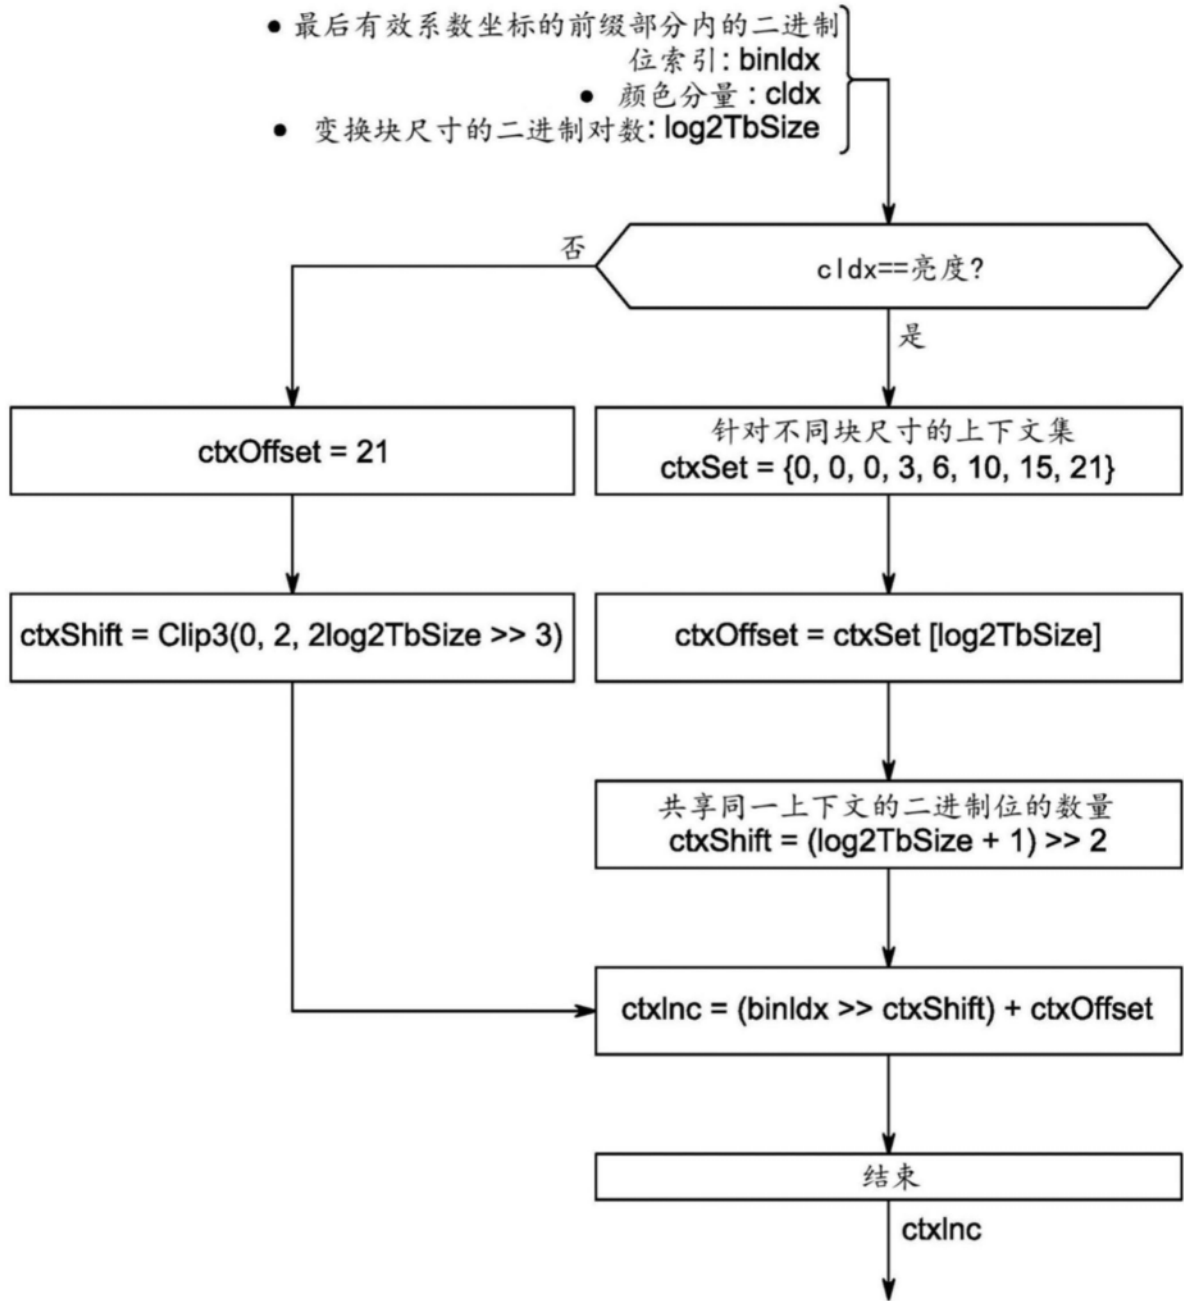 ● 最后有效系数坐标的前缀部分内的二进制
位索引: binIdx
● 颜色分量 : cIdx
● 变换块尺寸的二进制对数: log2TbSize
cIdx==亮度?
否
是
ctxOffset = 21
针对不同块尺寸的上下文集
ctxSet = {0, 0, 0, 3, 6, 10, 15, 21}
ctxShift = Clip3(0, 2, 2log2TbSize >> 3)
ctxOffset = ctxSet [log2TbSize]
共享同一上下文的二进制位的数量
ctxShift = (log2TbSize + 1) >> 2
ctxInc = (binIdx >> ctxShift) + ctxOffset
结束
ctxInc